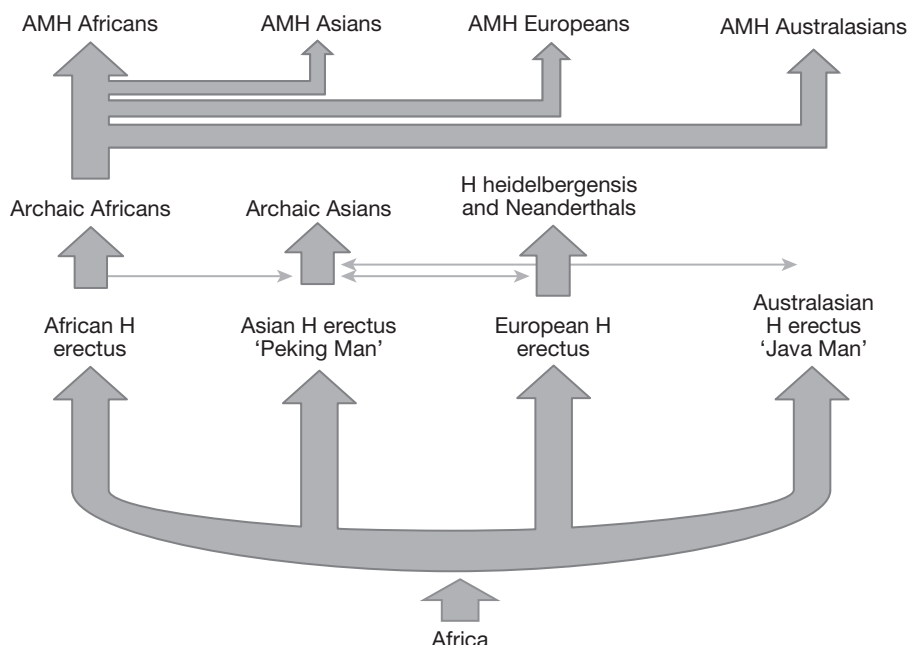 AMH Africans
AMH Asians
AMH Europeans
AMH Australasians
Archaic Africans
Archaic Asians
H heidelbergensis
and Neanderthals
African H
erectus
Asian H erectus
‘Peking Man’
European H
erectus
Australasian
H erectus
‘Java Man’
Africa